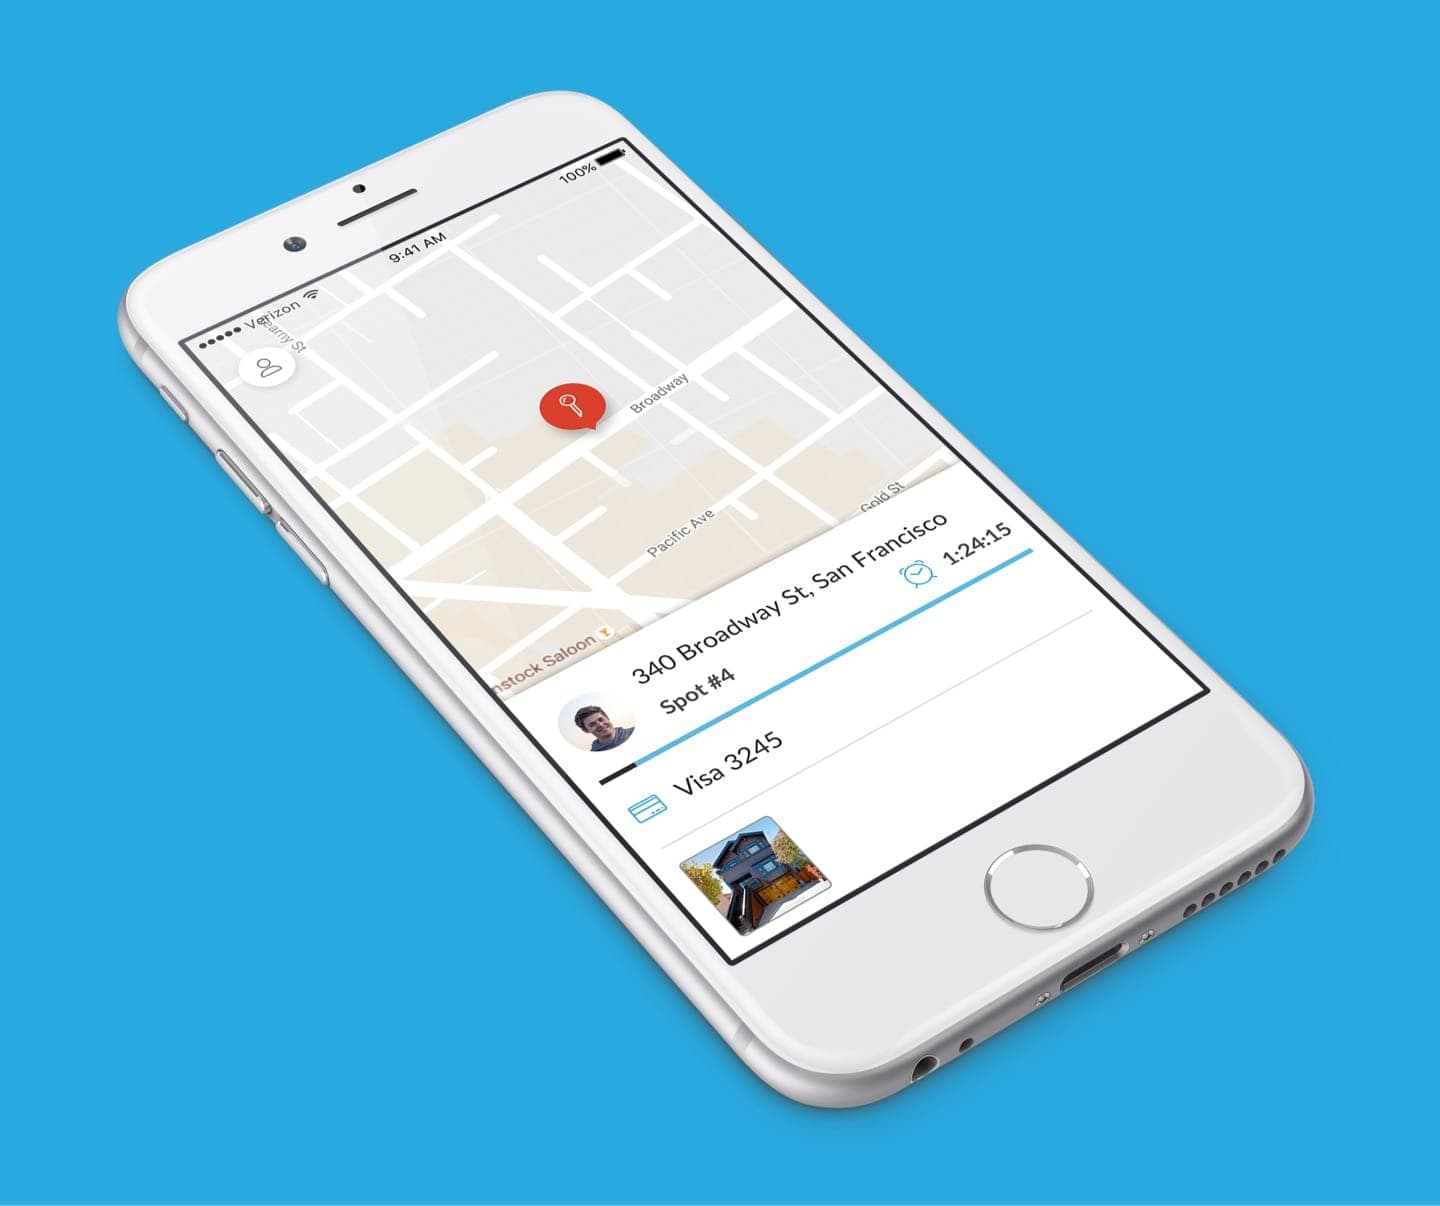 Verizon
9:41 AM
100%
earny St
Broadway
Pacific Ave
Gold St
nstock Saloon
340 Broadway St, San Francisco
Spot #4
1:24:15
Visa 3245